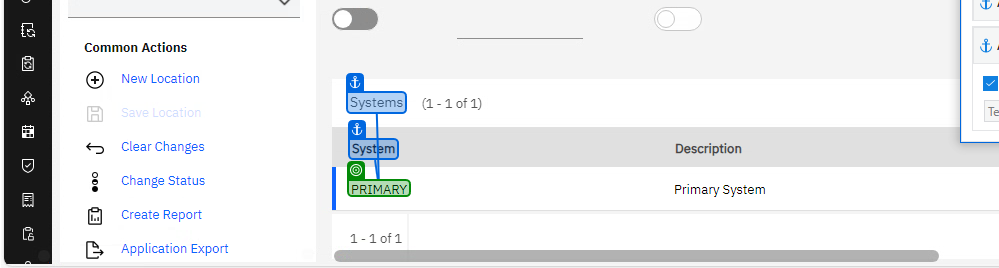 Common Actions
New Location
Save Location
Clear Changes
Change Status
Create Report
Application Export
Systems (1 - 1 of 1)
System Description
PRIMARY Primary System
1 - 1 of 1